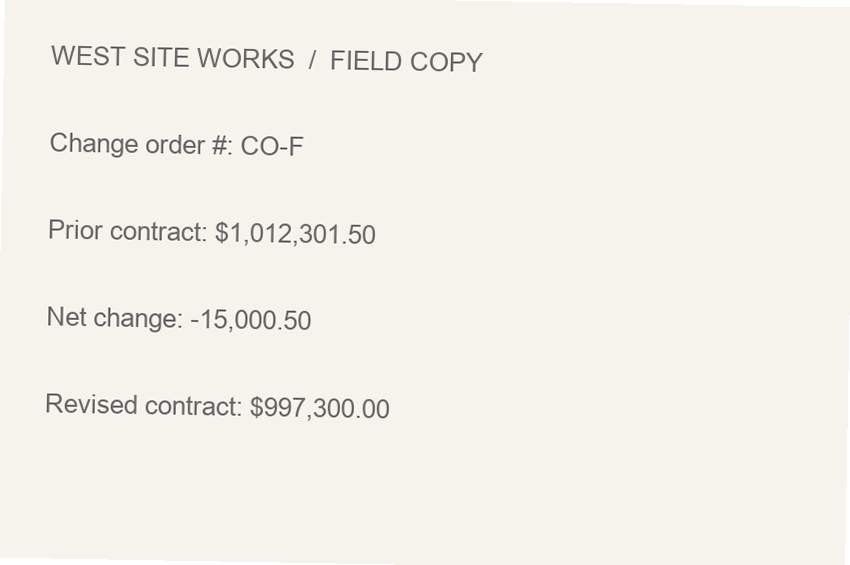 WEST SITE WORKS / FIELD COPY
Change order #: CO-F
Prior contract: $1,012,301.50
Net change: -15,000.50
Revised contract: $997,300.00